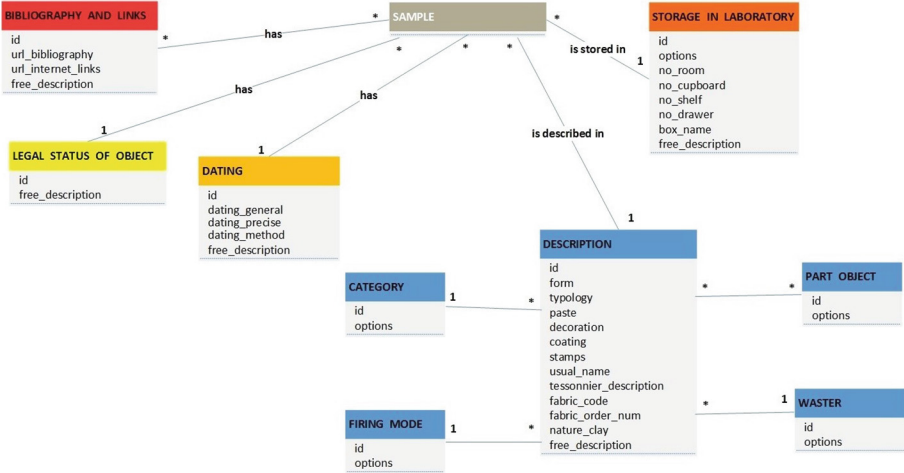 BIBLIOGRAPHY AND LINKS
id
url_bibliography
url_internet_links
free_description
*
has
*
SAMPLE
*
*
*
*
is stored in
1
STORAGE IN LABORATORY
id
options
no_room
no_cupboard
no_shelf
no_drawer
box_name
free_description
has
1
LEGAL STATUS OF OBJECT
id
free_description
has
1
DATING
id
dating_general
dating_precise
dating_method
free_description
is described in
1
DESCRIPTION
id
form
typology
paste
decoration
coating
stamps
usual_name
tessonnier_description
fabric_code
fabric_order_num
nature_clay
free_description
CATEGORY
id
options
1
*
FIRING MODE
id
options
1
*
*
*
PART OBJECT
id
options
*
1
WASTER
id
options